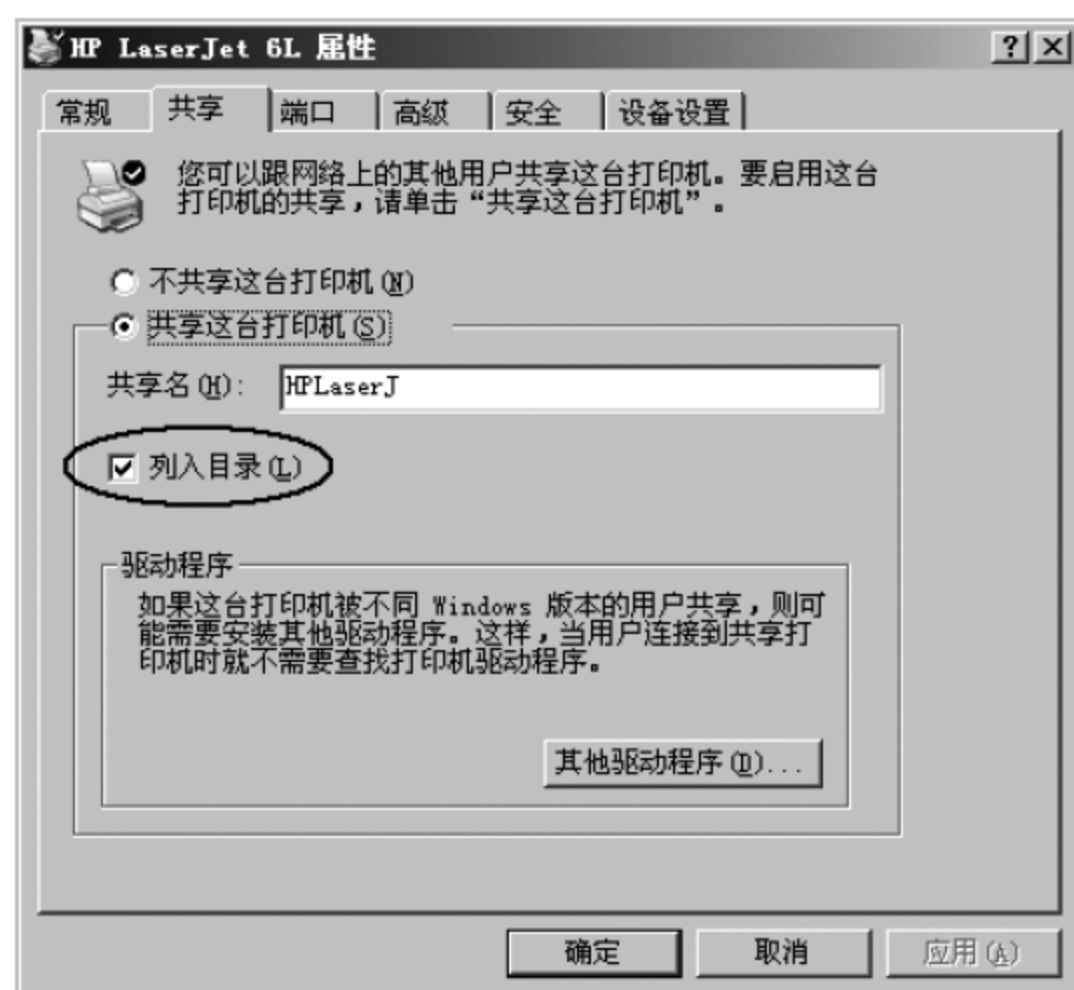 HP LaserJet 6L 属性
常规 共享 端口 高级 安全 设备设置
您可以跟网络上的其他用户共享这台打印机。要启用这台
打印机的共享，请单击“共享这台打印机”。
不共享这台打印机(N)
共享这台打印机(S)
共享名(H): HPLaserJ
列入目录(L)
驱动程序
如果这台打印机被不同 Windows 版本的用户共享，则可
能需要安装其他驱动程序。这样，当用户连接到共享打
印机时就不需要查找打印机驱动程序。
其他驱动程序(D)...
确定 取消 应用(A)